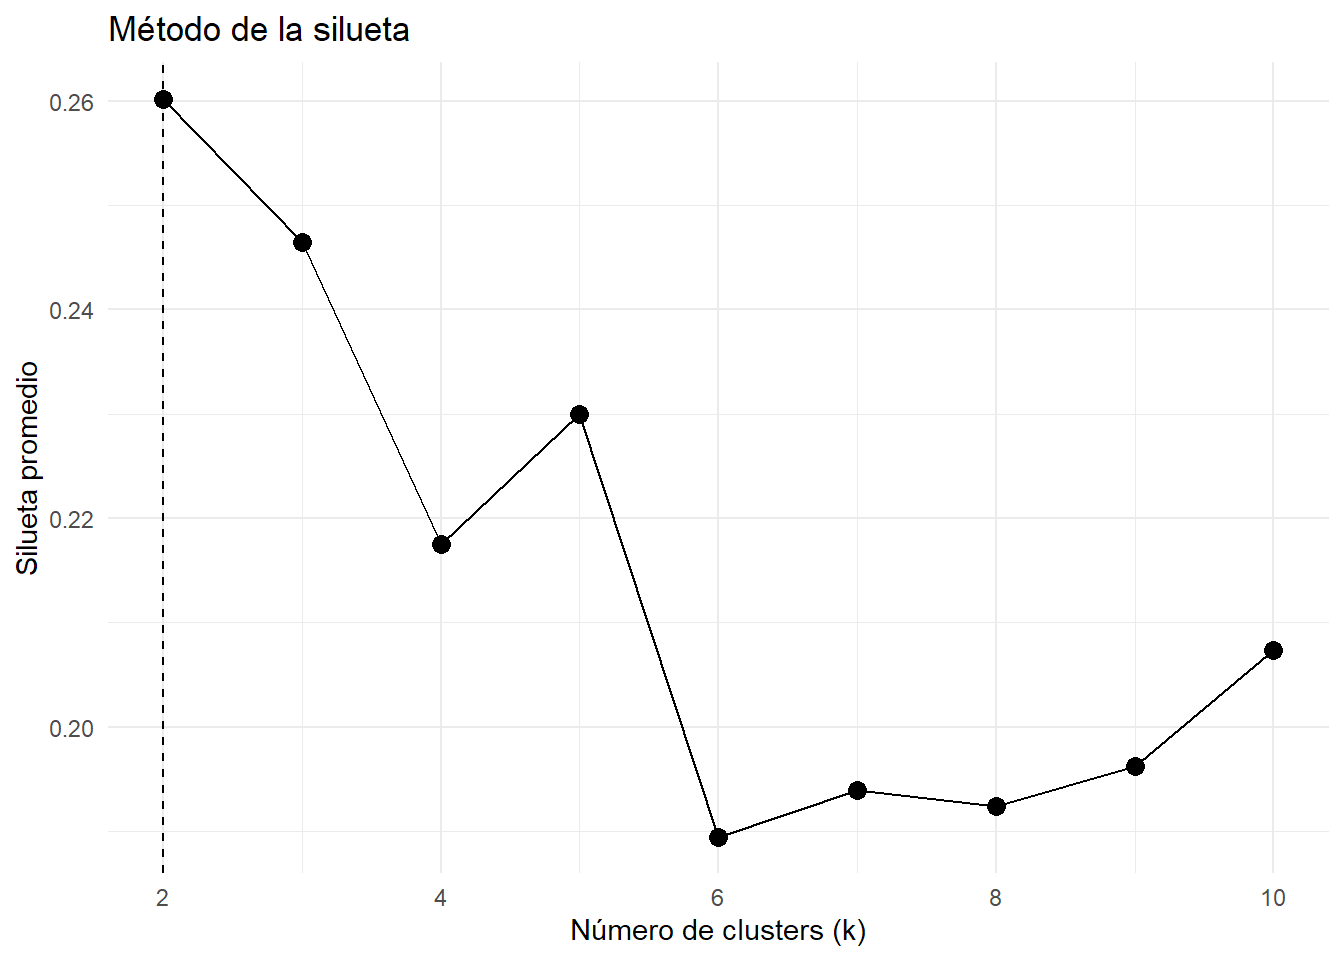 Método de la silueta
Silueta promedio
0.26
0.24
0.22
0.20
2 4 6 8 10
Número de clusters (k)